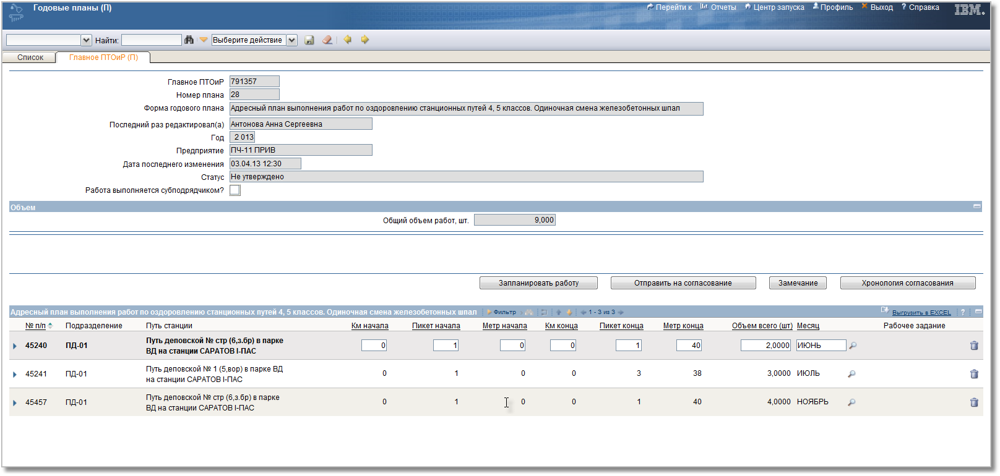 Годовые планы (П)
Перейти к Отчеты Центр запуска Профиль Выход ? Справка IBM.
Найти: Выберите действие
Список Главное ПТОиР (П)
Главное ПТОиР 791357
Номер плана 28
Форма годового плана Адресный план выполнения работ по оздоровлению станционных путей 4, 5 классов. Одиночная смена железобетонных шпал
Последний раз редактировал(а) Антонова Анна Сергеевна
Год 2 013
Предприятие ПЧ-11 ПРИВ
Дата последнего изменения 03.04.13 12:30
Статус Не утверждено
Работа выполняется субподрядчиком?
Объем
Общий объем работ, шт. 9,000
Запланировать работу Отправить на согласование Замечание Хронология согласования
Адресный план выполнения работ по оздоровлению станционных путей 4, 5 классов. Одиночная смена железобетонных шпал Фильтр 1 - 3 из 3 Выгрузить в EXCEL ?
№ п/п Подразделение Путь станции Км начала Пикет начала Метр начала Км конца Пикет конца Метр конца Объем всего (шт) Месяц Рабочее задание
45240 ПД-01 Путь деповской № стр (6,з.бр) в парке 0 1 0 0 1 40 2,0000 ИЮНЬ
ВД на станции САРАТОВ I-ПАС
45241 ПД-01 Путь деповской № 1 (5,вор) в парке ВД 0 1 0 0 3 38 3,0000 ИЮЛЬ
на станции САРАТОВ I-ПАС
45457 ПД-01 Путь деповской № стр (6,з.бр) в парке 0 1 0 0 1 40 4,0000 НОЯБРЬ
ВД на станции САРАТОВ I-ПАС